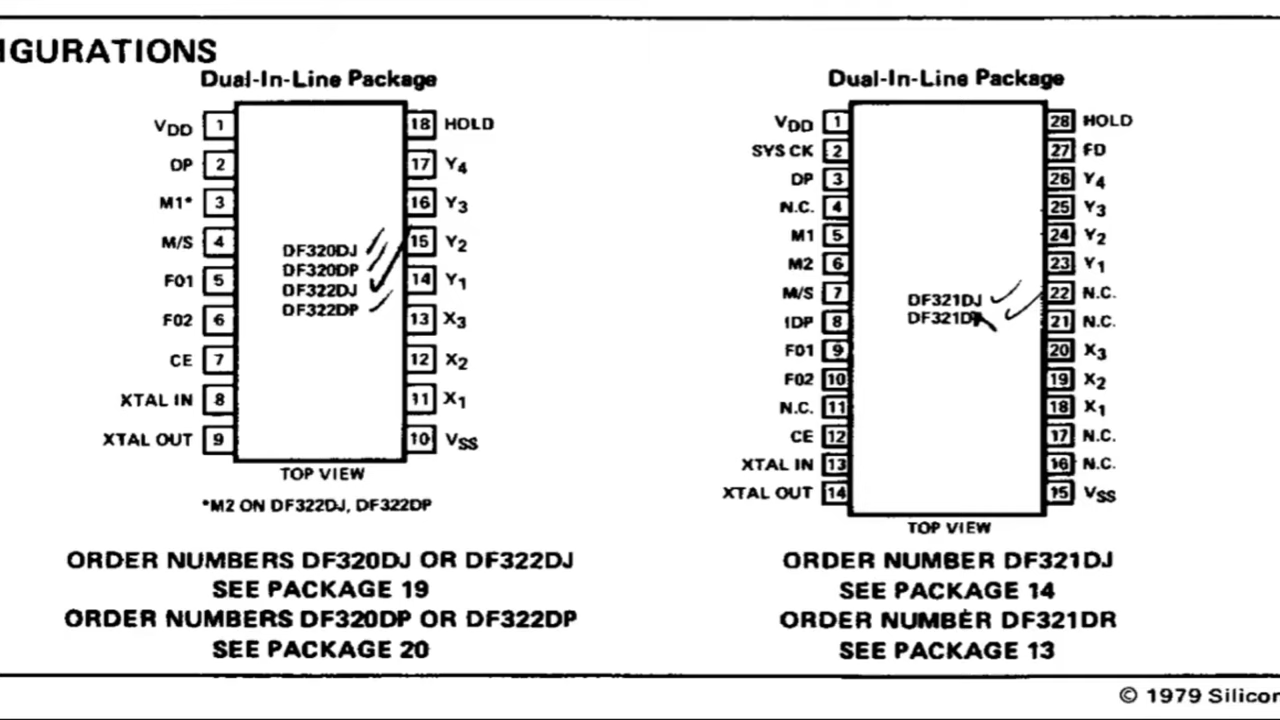 IGURATIONS
Dual-In-Line Package
VDD 1
DP 2
M1* 3
M/S 4
F01 5
F02 6
CE 7
XTAL IN 8
XTAL OUT 9
18 HOLD
17 Y4
16 Y3
15 Y2
14 Y1
13 X3
12 X2
11 X1
10 VSS
DF320DJ
DF320DP
DF322DJ
DF322DP
TOP VIEW
*M2 ON DF322DJ, DF322DP
ORDER NUMBERS DF320DJ OR DF322DJ
SEE PACKAGE 19
ORDER NUMBERS DF320DP OR DF322DP
SEE PACKAGE 20
Dual-In-Line Package
VDD 1
SYS CK 2
DP 3
N.C. 4
M1 5
M2 6
M/S 7
IDP 8
F01 9
F02 10
N.C. 11
CE 12
XTAL IN 13
XTAL OUT 14
28 HOLD
27 FD
26 Y4
25 Y3
24 Y2
23 Y1
22 N.C.
21 N.C.
20 X3
19 X2
18 X1
17 N.C.
16 N.C.
15 VSS
DF321DJ
TOP VIEW
ORDER NUMBER DF321DJ
SEE PACKAGE 14
ORDER NUMBER DF321DR
SEE PACKAGE 13
© 1979 Silicon